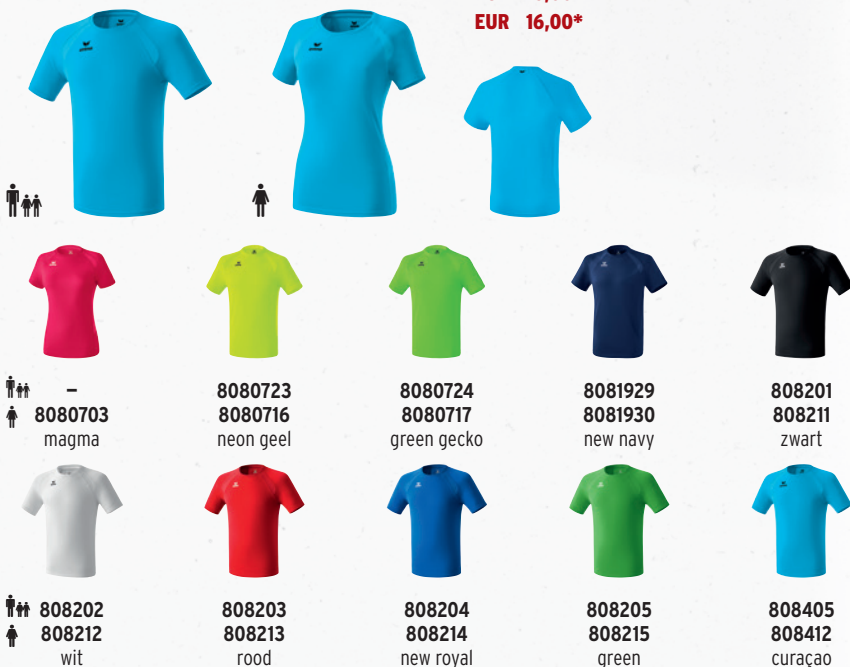 EUR 16,00*
–
8080703
magma
8080723
8080716
neon geel
8080724
8080717
green gecko
8081929
8081930
new navy
808201
808211
zwart
808202
808212
wit
808203
808213
rood
808204
808214
new royal
808205
808215
green
808405
808412
curaçao